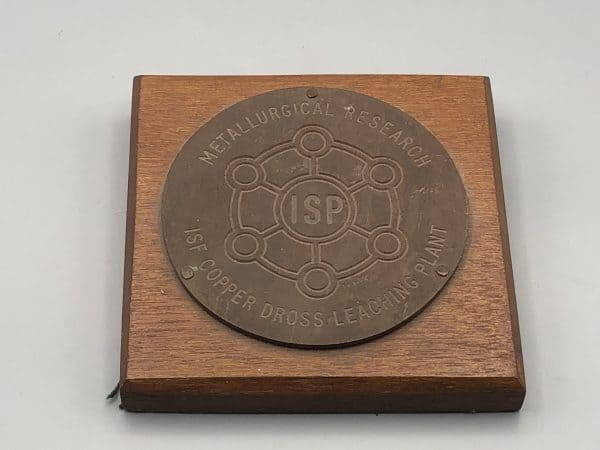 METALLURGICAL RESEARCH
ISP
ISF COPPER DROSS LEACHING PLANT